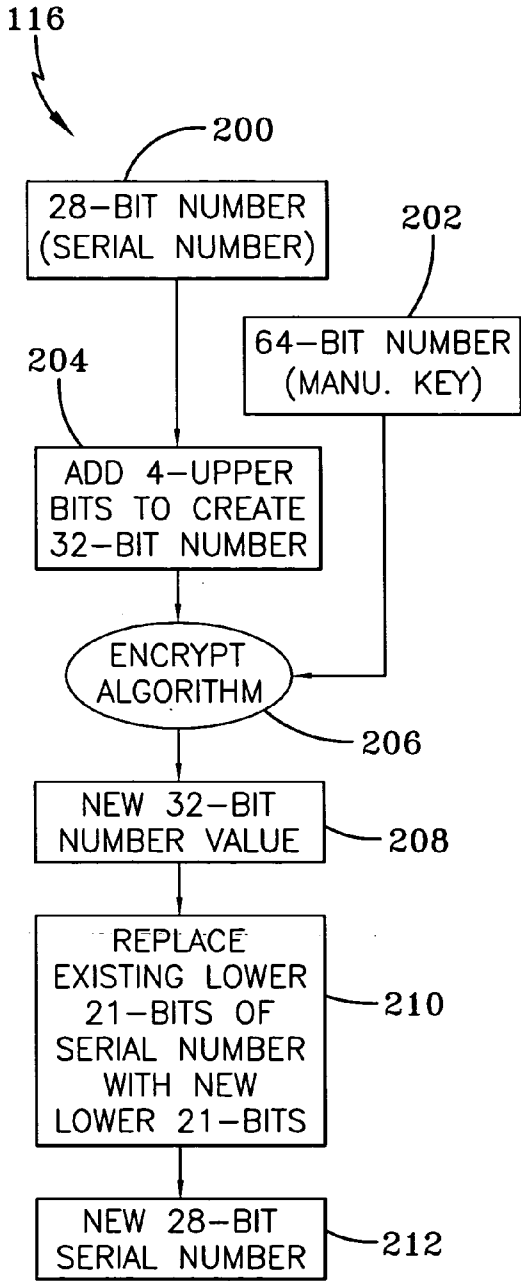 116
200
28-BIT NUMBER
(SERIAL NUMBER)
202
64-BIT NUMBER
(MANU. KEY)
204
ADD 4-UPPER
BITS TO CREATE
32-BIT NUMBER
ENCRYPT
ALGORITHM
206
NEW 32-BIT
NUMBER VALUE
208
REPLACE
EXISTING LOWER
21-BITS OF
SERIAL NUMBER
WITH NEW
LOWER 21-BITS
210
NEW 28-BIT
SERIAL NUMBER
212